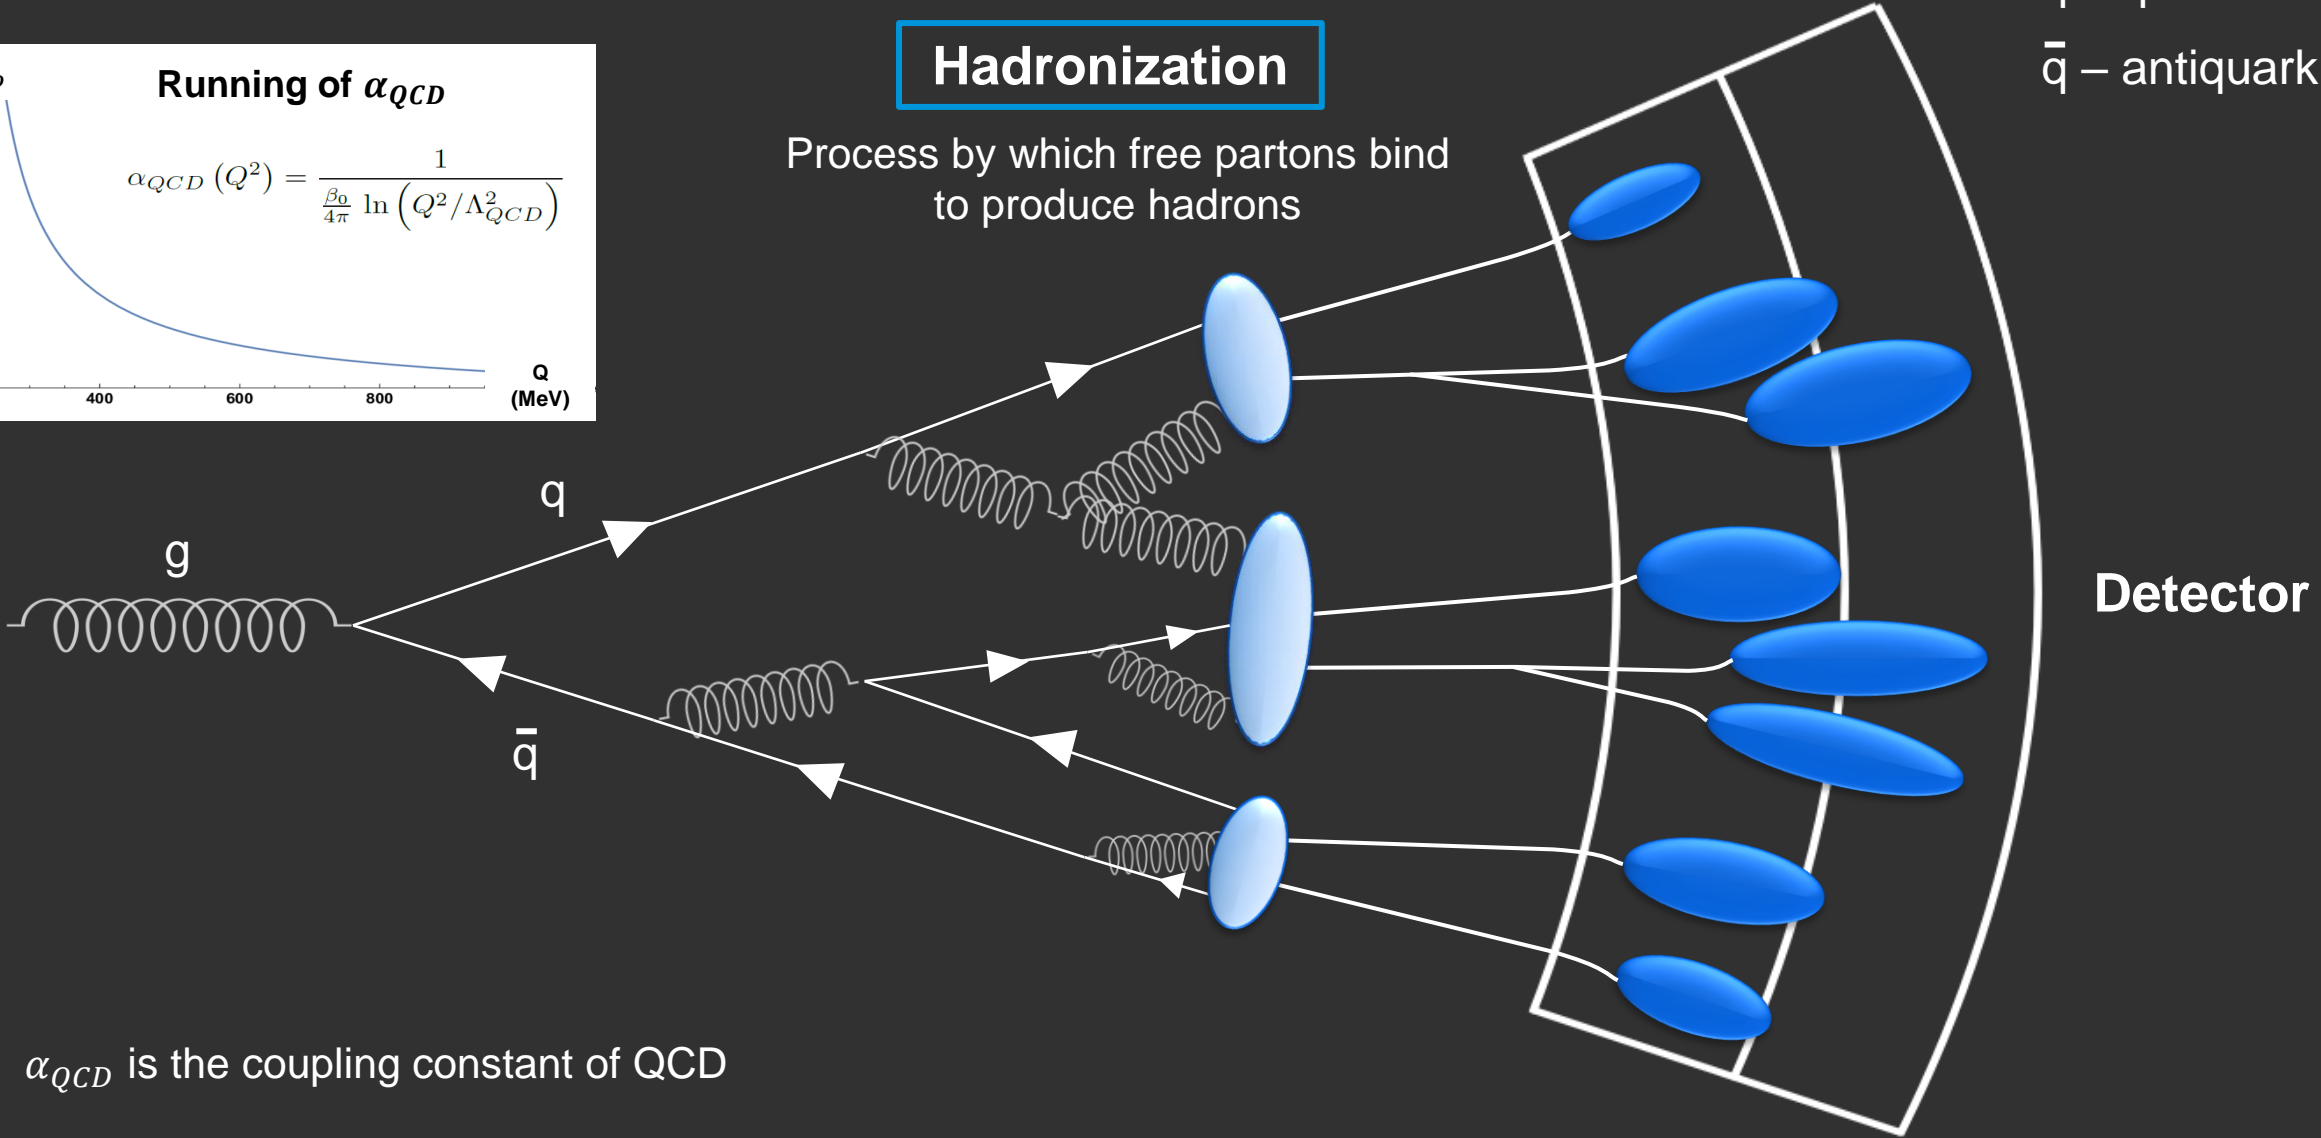 Hadronization
q̄ – antiquark
Running of α_QCD
α_QCD (Q²) = 1 / ( β₀/4π ln ( Q²/Λ²_QCD ) )
Process by which free partons bind
to produce hadrons
Q
(MeV)
400 600 800
q
g
Detector
q̄
α_QCD is the coupling constant of QCD